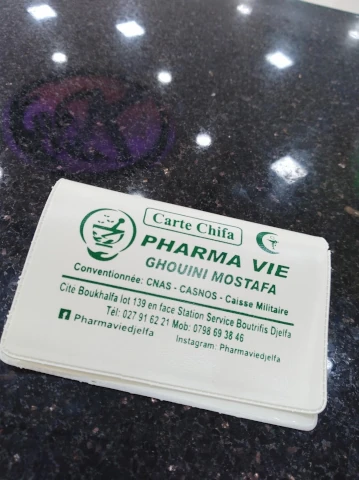 Carte Chifa
PHARMA VIE
GHOUINI MOSTAFA
Conventionnée: CNAS - CASNOS - Caisse Militaire
Cité Boukhalfa lot 139 en face Station Service Boutrifis Djelfa
Tél: 027 91 62 21 Mob: 0798 69 38 46
Pharmaviedjelfa
Instagram: Pharmaviedjelfa